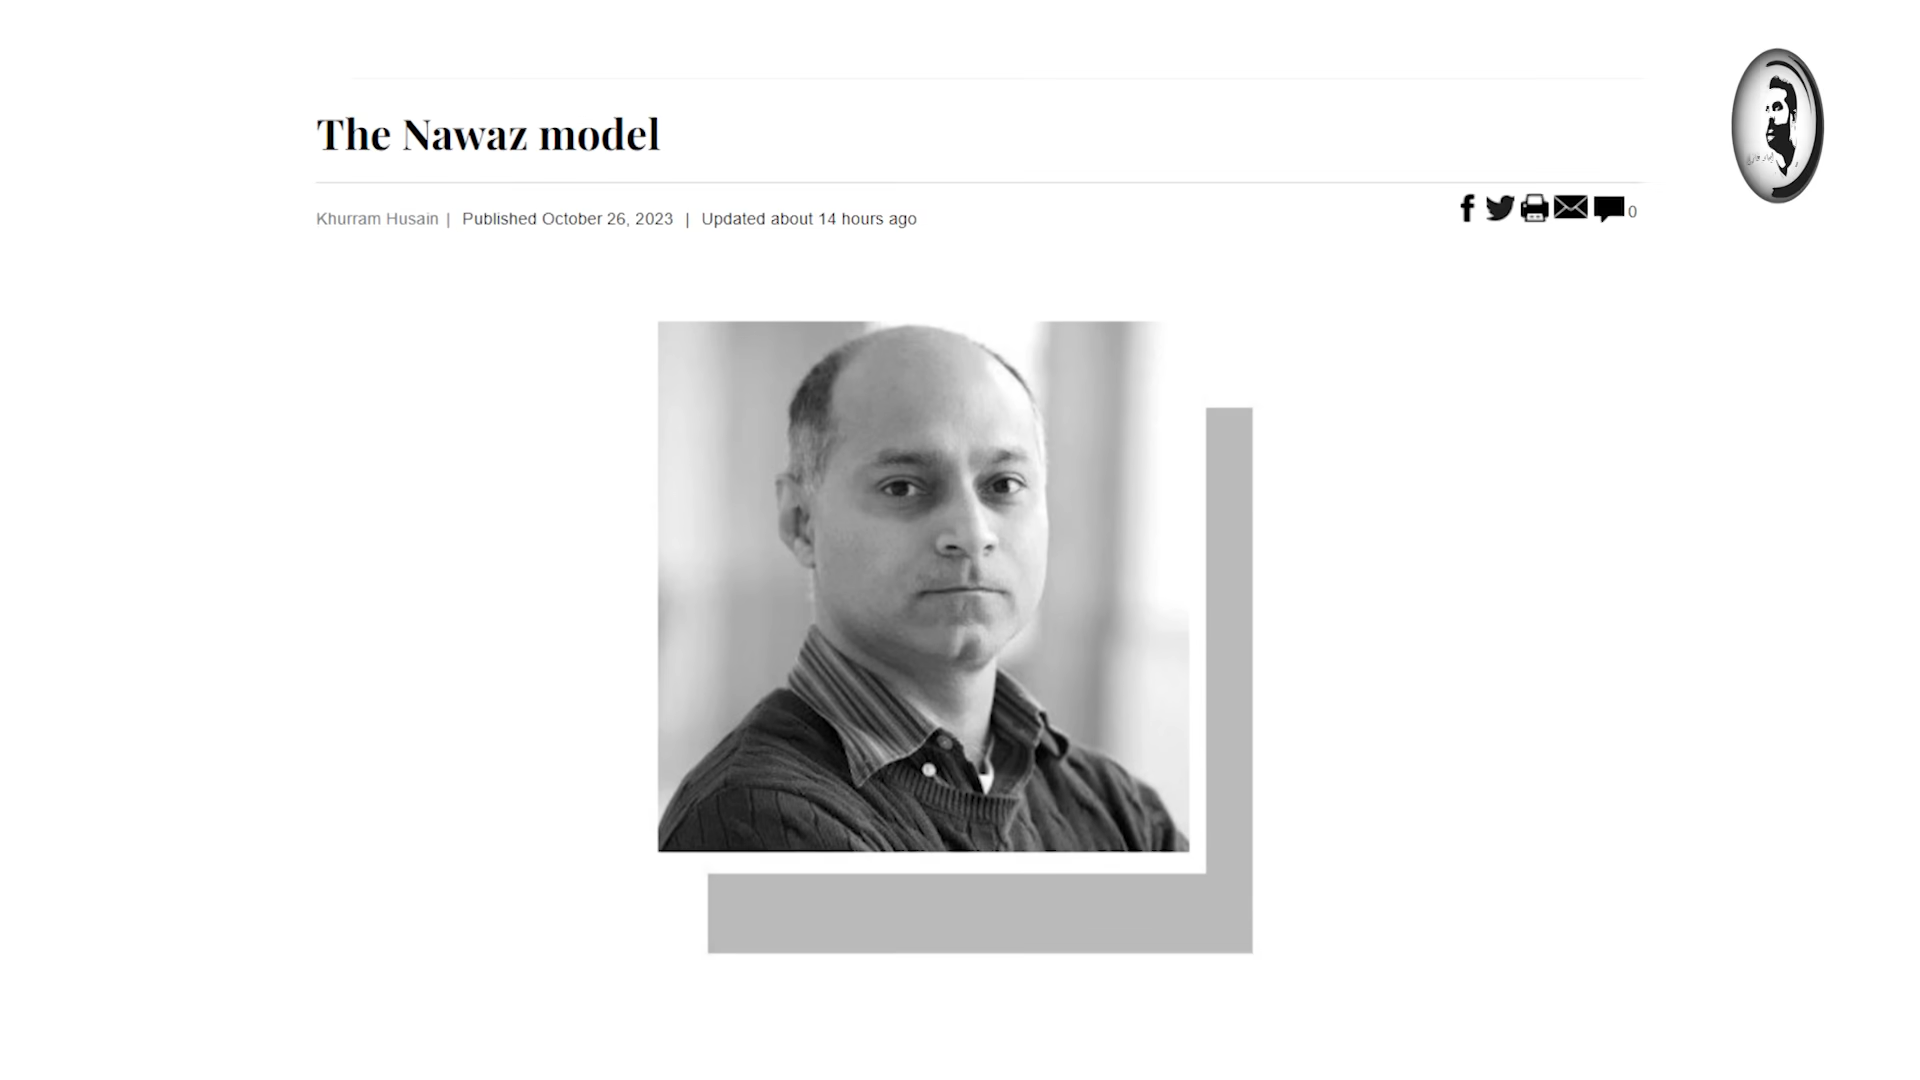 The Nawaz model
Khurram Husain | Published October 26, 2023 | Updated about 14 hours ago
0